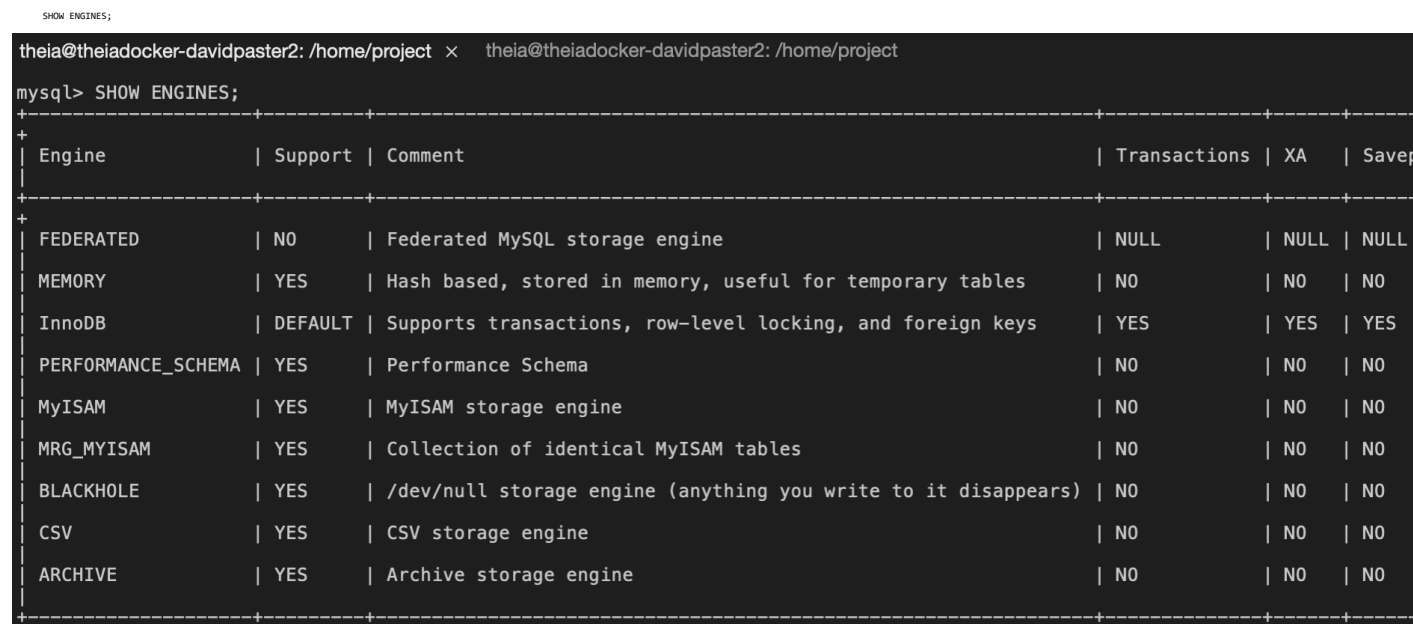 SHOW ENGINES;
theia@theiadocker-davidpaster2: /home/project × theia@theiadocker-davidpaster2: /home/project
mysql> SHOW ENGINES;
+--------------------+---------+----------------------------------------------------------------+--------------+------+------
+
| Engine | Support | Comment | Transactions | XA | Savep
|
+--------------------+---------+----------------------------------------------------------------+--------------+------+------
+
| FEDERATED | NO | Federated MySQL storage engine | NULL | NULL | NULL
|
| MEMORY | YES | Hash based, stored in memory, useful for temporary tables | NO | NO | NO
|
| InnoDB | DEFAULT | Supports transactions, row-level locking, and foreign keys | YES | YES | YES
|
| PERFORMANCE_SCHEMA | YES | Performance Schema | NO | NO | NO
|
| MyISAM | YES | MyISAM storage engine | NO | NO | NO
|
| MRG_MYISAM | YES | Collection of identical MyISAM tables | NO | NO | NO
|
| BLACKHOLE | YES | /dev/null storage engine (anything you write to it disappears) | NO | NO | NO
|
| CSV | YES | CSV storage engine | NO | NO | NO
|
| ARCHIVE | YES | Archive storage engine | NO | NO | NO
|
+--------------------+---------+----------------------------------------------------------------+--------------+------+------